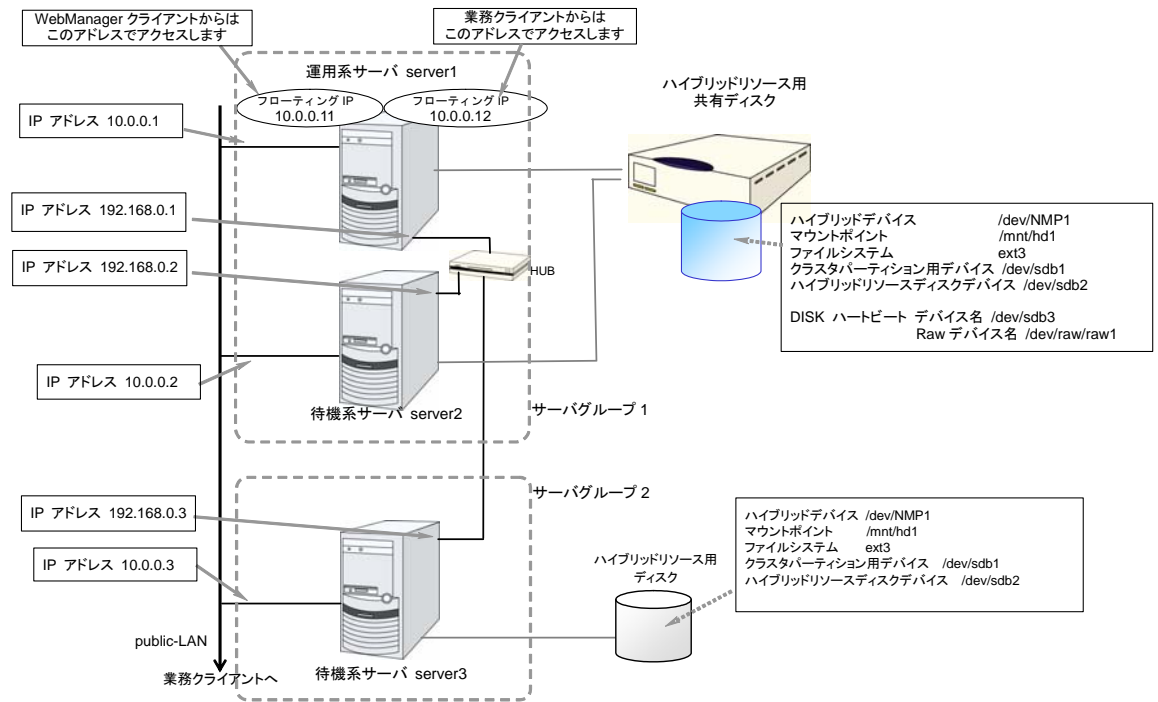 WebManager クライアントからは
このアドレスでアクセスします
業務クライアントからは
このアドレスでアクセスします
運用系サーバ server1
フローティング IP
10.0.0.11
フローティング IP
10.0.0.12
ハイブリッドリソース用
共有ディスク
IP アドレス 10.0.0.1
IP アドレス 192.168.0.1
IP アドレス 192.168.0.2
HUB
ハイブリッドデバイス /dev/NMP1
マウントポイント /mnt/hd1
ファイルシステム ext3
クラスタパーティション用デバイス /dev/sdb1
ハイブリッドリソースディスクデバイス /dev/sdb2
DISK ハートビート デバイス名 /dev/sdb3
Raw デバイス名 /dev/raw/raw1
IP アドレス 10.0.0.2
待機系サーバ server2
サーバグループ 1
サーバグループ 2
IP アドレス 192.168.0.3
IP アドレス 10.0.0.3
ハイブリッドリソース用
ディスク
ハイブリッドデバイス /dev/NMP1
マウントポイント /mnt/hd1
ファイルシステム ext3
クラスタパーティション用デバイス /dev/sdb1
ハイブリッドリソースディスクデバイス /dev/sdb2
public-LAN
業務クライアントへ
待機系サーバ server3